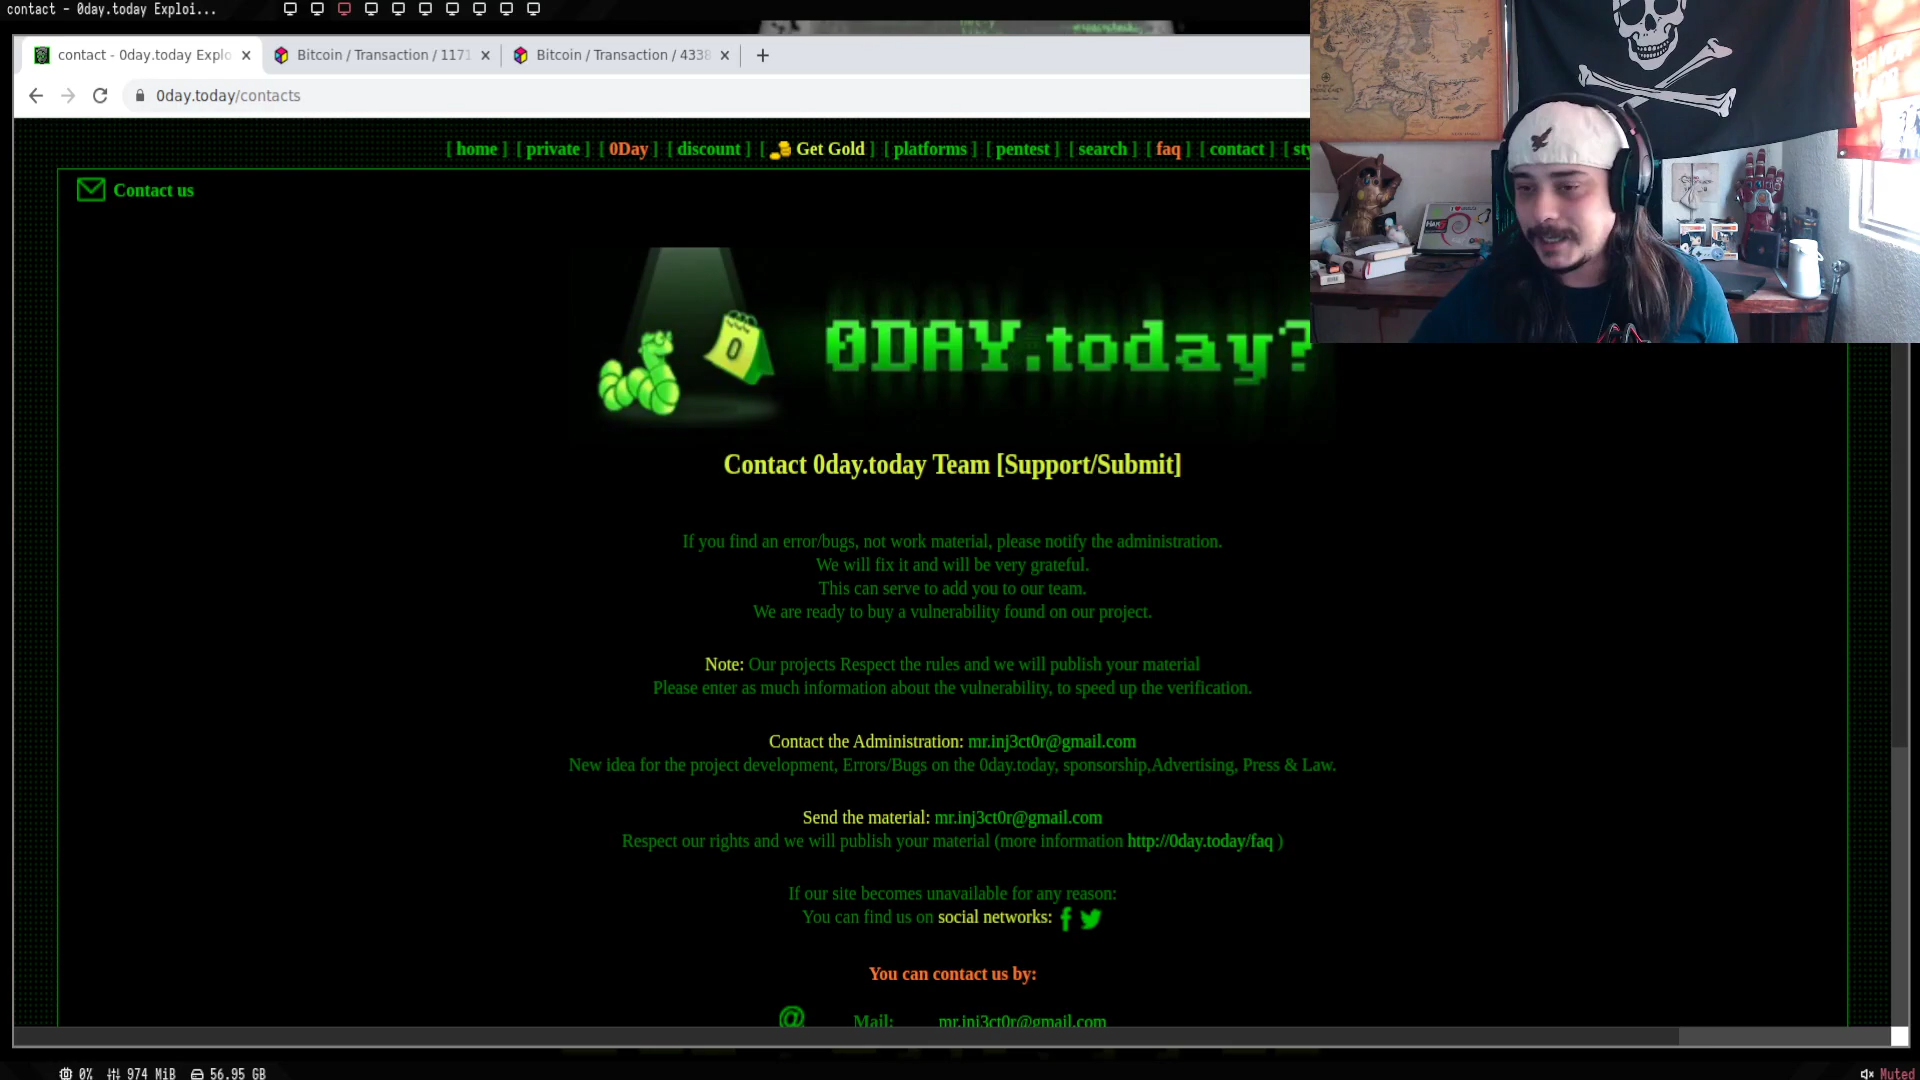 contact - 0day.today Exploi...
contact - 0day.today Explo
Bitcoin / Transaction / 1171
Bitcoin / Transaction / 4338
0day.today/contacts
[ home ] [ private ] [ 0Day ] [ discount ] [ Get Gold ] [ platforms ] [ pentest ] [ search ] [ faq ] [ contact ] [ sty
Contact us
0DAY.today?
Contact 0day.today Team [Support/Submit]
If you find an error/bugs, not work material, please notify the administration.
We will fix it and will be very grateful.
This can serve to add you to our team.
We are ready to buy a vulnerability found on our project.
Note: Our projects Respect the rules and we will publish your material
Please enter as much information about the vulnerability, to speed up the verification.
Contact the Administration: mr.inj3ct0r@gmail.com
New idea for the project development, Errors/Bugs on the 0day.today, sponsorship,Advertising, Press & Law.
Send the material: mr.inj3ct0r@gmail.com
Respect our rights and we will publish your material (more information http://0day.today/faq )
If our site becomes unavailable for any reason:
You can find us on social networks:
You can contact us by:
@ Mail: mr.inj3ct0r@gmail.com
0% 974 MiB 56.95 GB
Muted